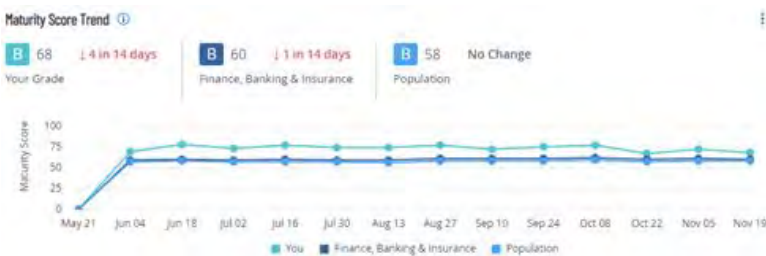 Maturity Score Trend
B 68 ↓ 4 in 14 days B 60 ↓ 1 in 14 days B 58 No Change
Your Grade Finance, Banking & Insurance Population
Maturity Score
100
75
50
25
0
May 21 Jun 04 Jun 18 Jul 02 Jul 16 Jul 30 Aug 13 Aug 27 Sep 10 Sep 24 Oct 08 Oct 22 Nov 05 Nov 19
You Finance, Banking & Insurance Population